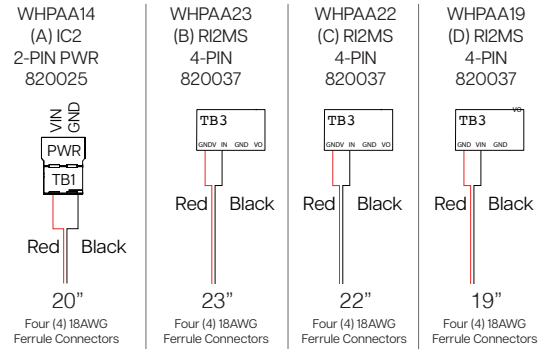 WHPAA14
(A) IC2
2-PIN PWR
820025
VIN
GND
PWR
TB1
Red Black
20”
Four (4) 18AWG
Ferrule Connectors
WHPAA23
(B) RI2MS
4-PIN
820037
TB3
GNDV IN GND VO
Red Black
23”
Four (4) 18AWG
Ferrule Connectors
WHPAA22
(C) RI2MS
4-PIN
820037
TB3
GNDV IN GND VO
Red Black
22”
Four (4) 18AWG
Ferrule Connectors
WHPAA19
(D) RI2MS
4-PIN
820037
VO
TB3
GND VIN GND
Red Black
19”
Four (4) 18AWG
Ferrule Connectors